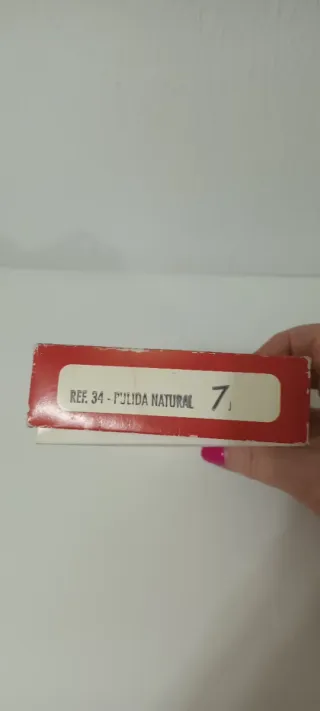 REF. 34 - PULIDA NATURAL 7